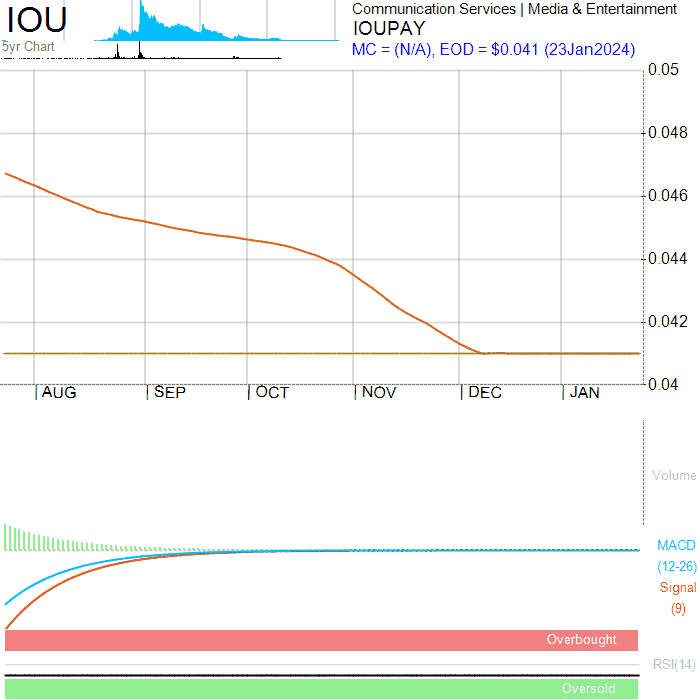 IOU
5yr Chart
Communication Services | Media & Entertainment
IOUPAY
MC = (N/A), EOD = $0.041 (23Jan2024)
0.05
0.048
0.046
0.044
0.042
0.04
AUG
SEP
OCT
NOV
DEC
JAN
Volume
MACD
(12-26)
Signal
(9)
Overbought
RSI(14)
Oversold